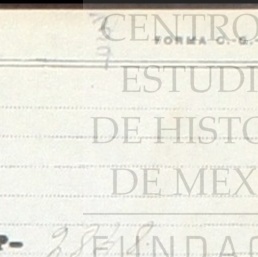 CENTRO
FORMA C. G.
ESTUDI
DE HISTO
DE MEX
FUNDAC